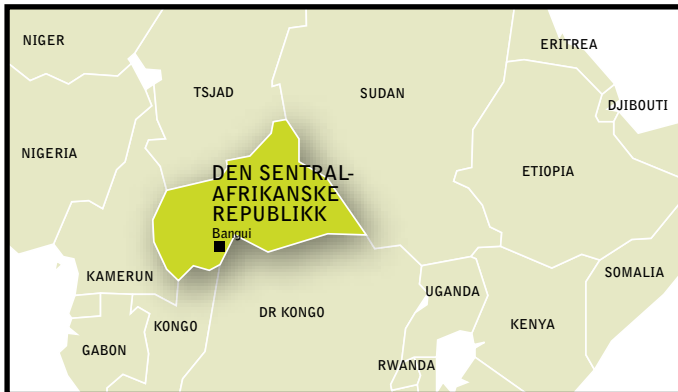 NIGER
ERITREA
TSJAD
SUDAN
DJIBOUTI
NIGERIA
ETIOPIA
DEN SENTRAL-
AFRIKANSKE
REPUBLIKK
Bangui
KAMERUN
SOMALIA
UGANDA
DR KONGO
KONGO
KENYA
GABON
RWANDA